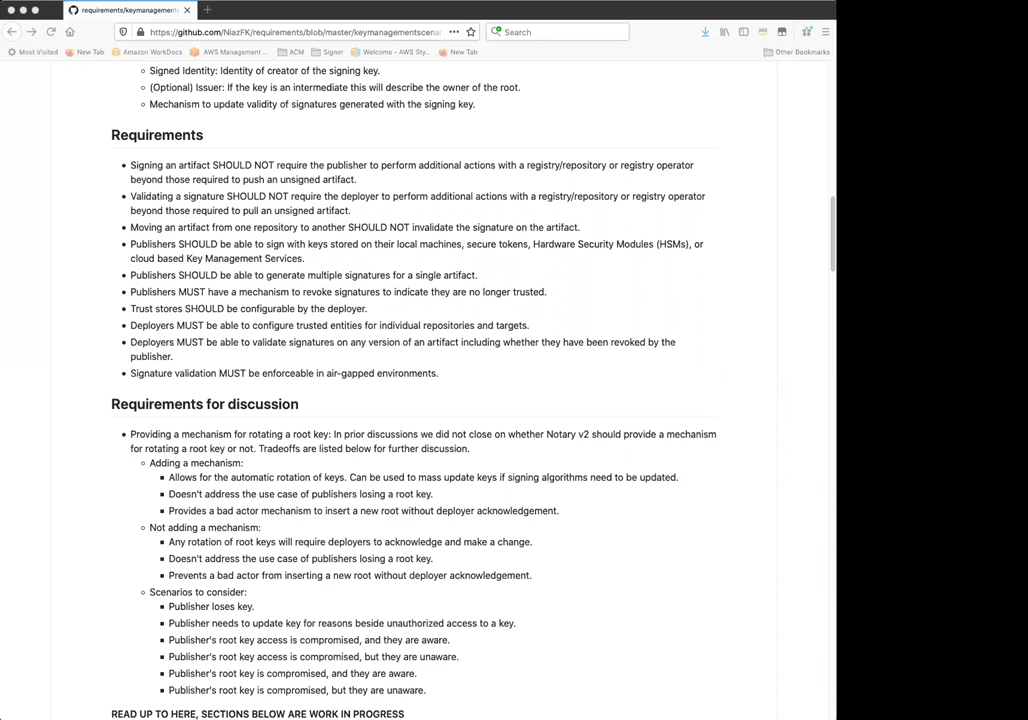 requirements/keymanagements
https://github.com/NiazFK/requirements/blob/master/keymanagementscenar
Search
Most Visited
New Tab
Amazon WorkDocs
AWS Management ...
ACM
Signer
Welcome - AWS Sty...
New Tab
Other Bookmarks
Signed Identity: Identity of creator of the signing key.
(Optional) Issuer: If the key is an intermediate this will describe the owner of the root.
Mechanism to update validity of signatures generated with the signing key.
Requirements
Signing an artifact SHOULD NOT require the publisher to perform additional actions with a registry/repository or registry operator
beyond those required to push an unsigned artifact.
Validating a signature SHOULD NOT require the deployer to perform additional actions with a registry/repository or registry operator
beyond those required to pull an unsigned artifact.
Moving an artifact from one repository to another SHOULD NOT invalidate the signature on the artifact.
Publishers SHOULD be able to sign with keys stored on their local machines, secure tokens, Hardware Security Modules (HSMs), or
cloud based Key Management Services.
Publishers SHOULD be able to generate multiple signatures for a single artifact.
Publishers MUST have a mechanism to revoke signatures to indicate they are no longer trusted.
Trust stores SHOULD be configurable by the deployer.
Deployers MUST be able to configure trusted entities for individual repositories and targets.
Deployers MUST be able to validate signatures on any version of an artifact including whether they have been revoked by the
publisher.
Signature validation MUST be enforceable in air-gapped environments.
Requirements for discussion
Providing a mechanism for rotating a root key: In prior discussions we did not close on whether Notary v2 should provide a mechanism
for rotating a root key or not. Tradeoffs are listed below for further discussion.
Adding a mechanism:
Allows for the automatic rotation of keys. Can be used to mass update keys if signing algorithms need to be updated.
Doesn't address the use case of publishers losing a root key.
Provides a bad actor mechanism to insert a new root without deployer acknowledgement.
Not adding a mechanism:
Any rotation of root keys will require deployers to acknowledge and make a change.
Doesn't address the use case of publishers losing a root key.
Prevents a bad actor from inserting a new root without deployer acknowledgement.
Scenarios to consider:
Publisher loses key.
Publisher needs to update key for reasons beside unauthorized access to a key.
Publisher's root key access is compromised, and they are aware.
Publisher's root key access is compromised, but they are unaware.
Publisher's root key is compromised, and they are aware.
Publisher's root key is compromised, but they are unaware.
READ UP TO HERE, SECTIONS BELOW ARE WORK IN PROGRESS